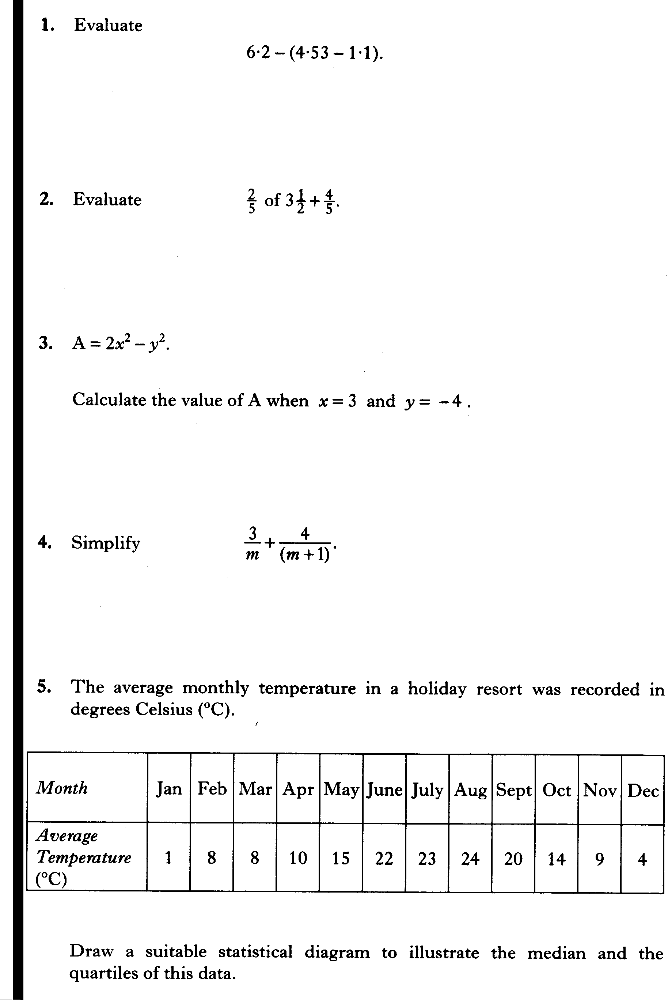 1. Evaluate
6·2 – (4·53 – 1·1).
2. Evaluate 2/5 of 3 1/2 + 4/5.
3. A = 2x² – y².
Calculate the value of A when x = 3 and y = –4 .
4. Simplify 3/m + 4/(m + 1).
5. The average monthly temperature in a holiday resort was recorded in
degrees Celsius (°C).
Month Jan Feb Mar Apr May June July Aug Sept Oct Nov Dec
Average
Temperature 1 8 8 10 15 22 23 24 20 14 9 4
(°C)
Draw a suitable statistical diagram to illustrate the median and the
quartiles of this data.